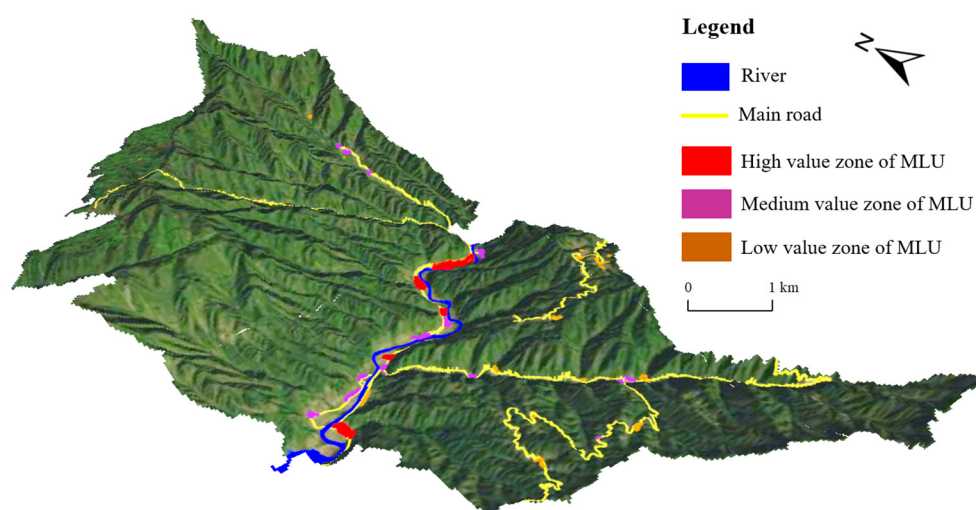 Legend
N
River
Main road
High value zone of MLU
Medium value zone of MLU
Low value zone of MLU
0 1 km